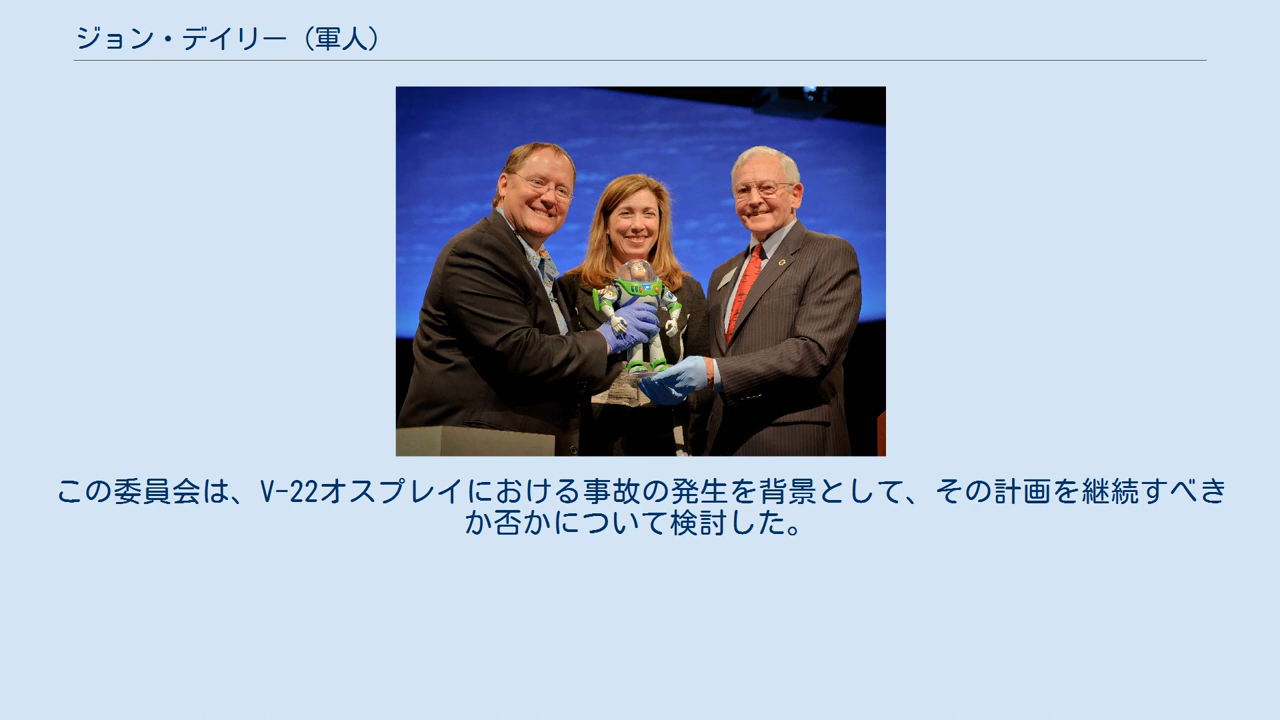 ジョン・デイリー（軍人）
この委員会は、V-22オスプレイにおける事故の発生を背景として、その計画を継続すべき
か否かについて検討した。